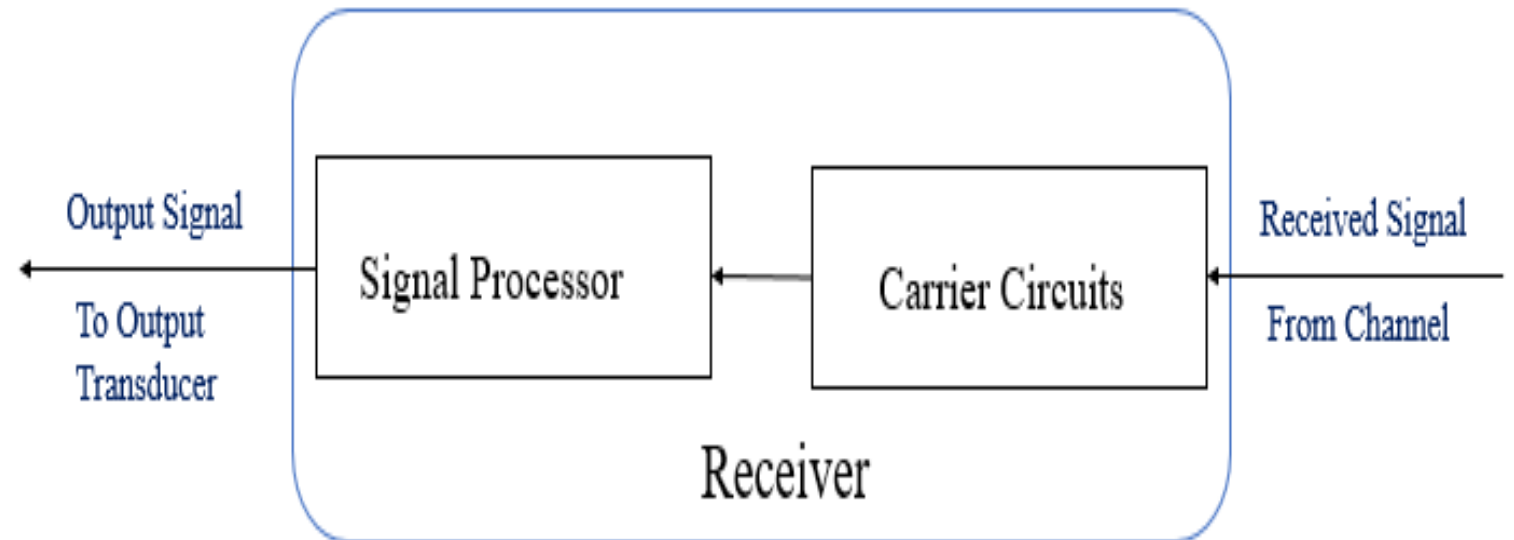 Output Signal
To Output
Transducer
Signal Processor
Carrier Circuits
Received Signal
From Channel
Receiver